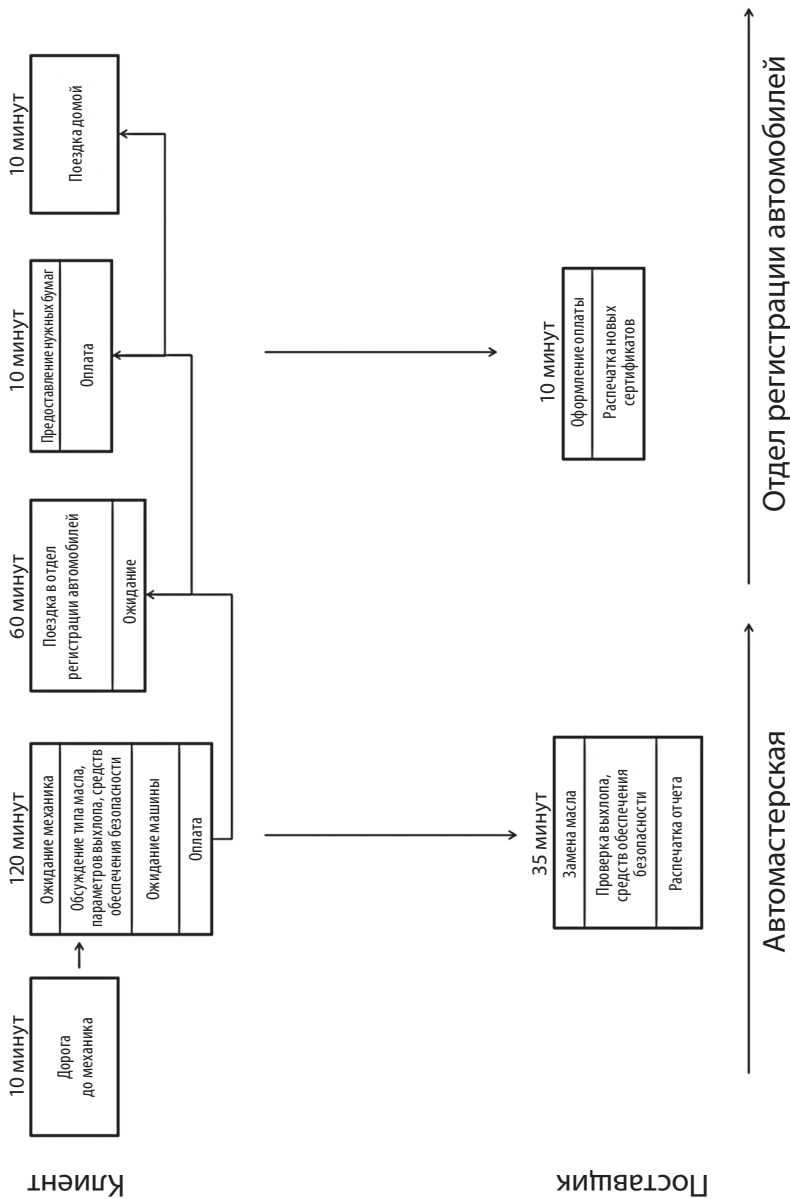 Клиент
10 минут
Дорога
до механика
120 минут
Ожидание механика
Обсуждение типа масла,
параметров выхлопа, средств
обеспечения безопасности
Ожидание машины
Оплата
60 минут
Поездка в отдел
регистрации автомобилей
Ожидание
10 минут
Предоставление нужных бумаг
Оплата
10 минут
Поездка домой
Поставщик
35 минут
Замена масла
Проверка выхлопа,
средств обеспечения
безопасности
Распечатка отчета
10 минут
Оформление оплаты
Распечатка новых
сертификатов
Автомастерская
Отдел регистрации автомобилей